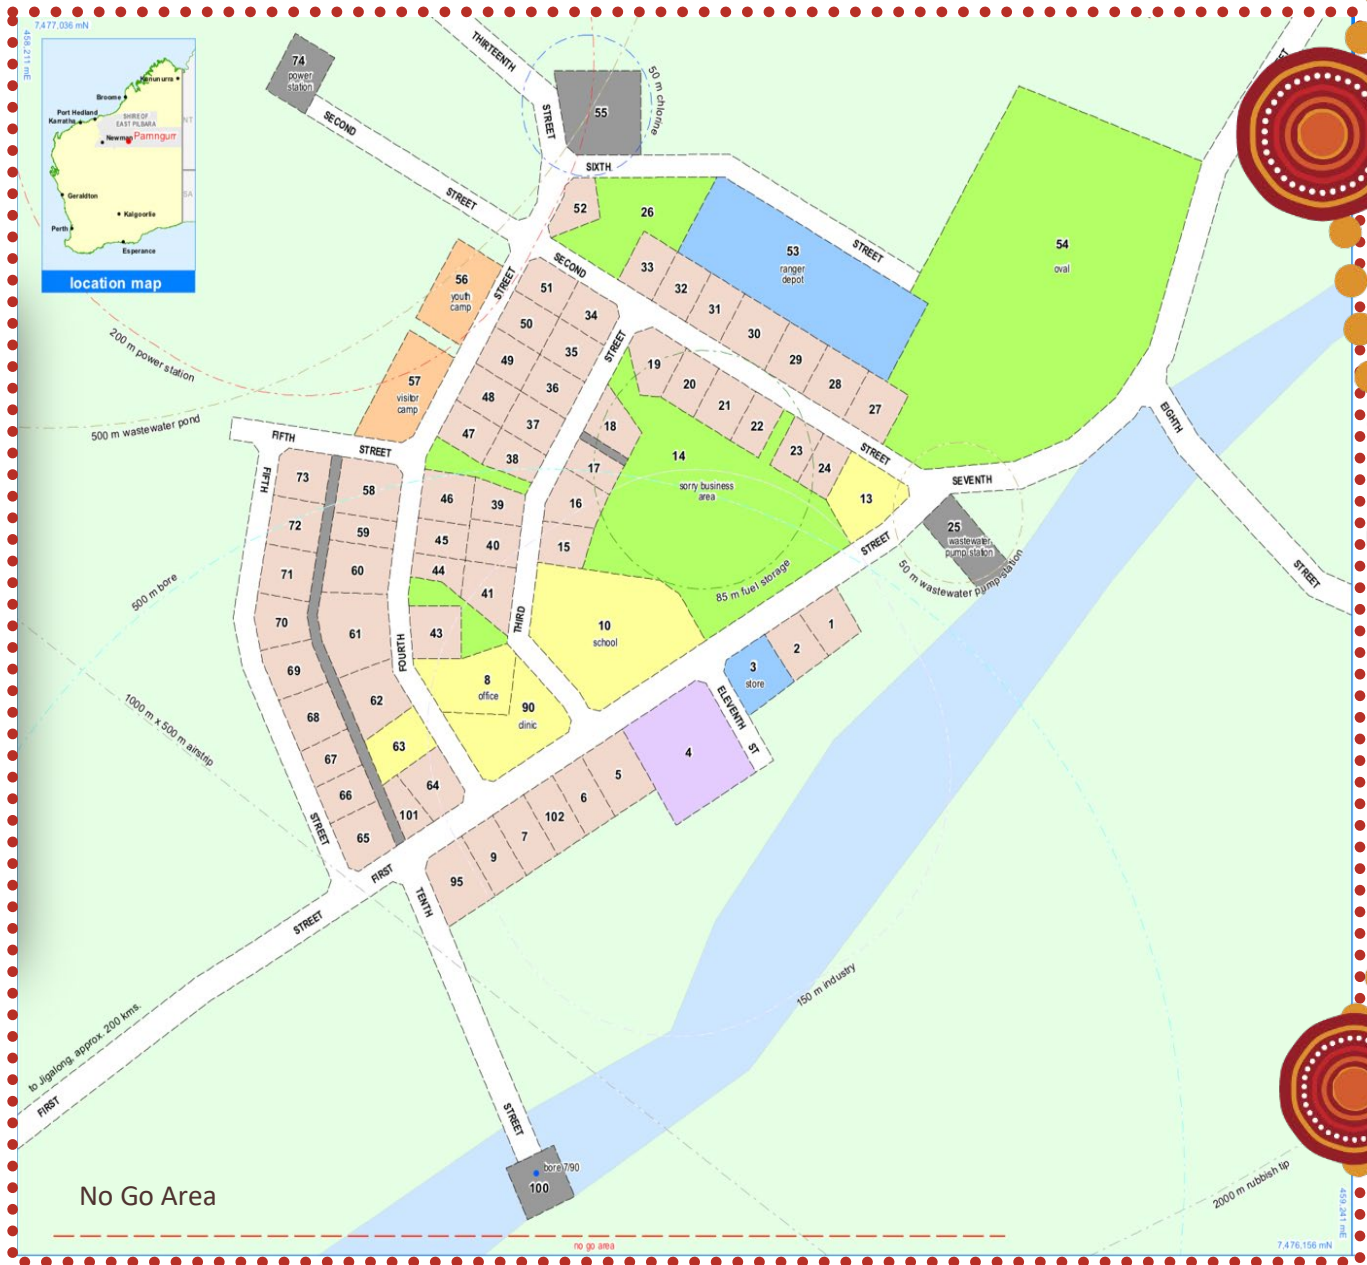 7,477,036 mN
458,211 mE
Kununurra
Broome
Port Hedland
Karratha
SHIRE OF
EAST PILBARA
Newman
Parnngurr
NT
SA
Geraldton
Kalgoorlie
Perth
Esperance
location map
74
power
station
SECOND
STREET
THIRTEENTH
STREET
55
50 m chlorine
SIXTH
STREET
52
26
53
ranger
depot
54
oval
SECOND
STREET
33
32
31
30
29
28
27
56
youth
camp
57
visitor
camp
STREET
51
50
49
48
47
34
35
36
37
38
STREET
19
20
21
22
23
24
18
17
16
15
14
sorry business
area
13
SEVENTH
EIGHTH
STREET
25
wastewater
pump station
50 m wastewater pump station
85 m fuel storage
STREET
200 m power station
500 m wastewater pond
500 m bore
1000 m x 500 m airstrip
FIFTH
STREET
FIFTH
STREET
73
72
71
70
69
68
67
66
65
58
59
60
61
62
63
64
101
FOURTH
46
45
44
43
39
40
41
THIRD
10
school
8
office
90
clinic
1
2
3
store
ELEVENTH
ST
4
5
6
102
7
9
95
FIRST
STREET
TENTH
STREET
150 m industry
to Jigalong, approx. 200 kms.
FIRST
bore 7/90
100
2000 m rubbish tip
No Go Area
no go area
459,241 mE
7,476,156 mN